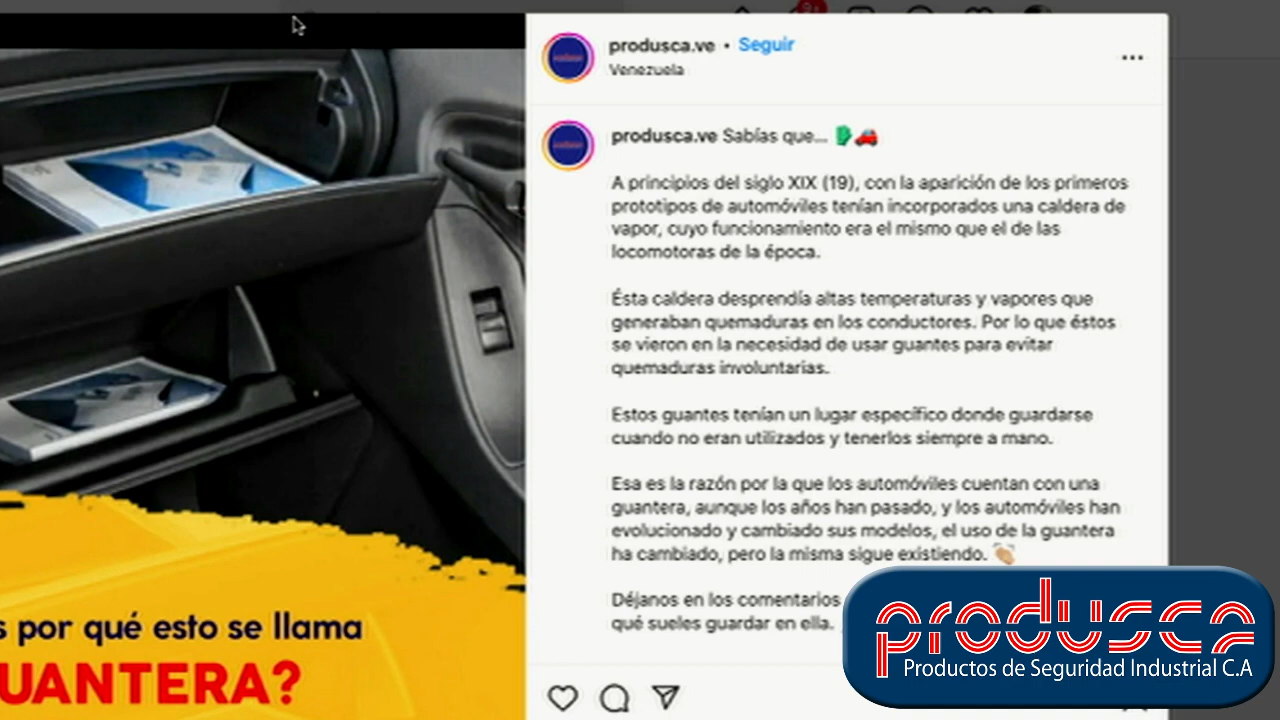 produsca.ve • Seguir
Venezuela
produsca.ve Sabías que...
A principios del siglo XIX (19), con la aparición de los primeros
prototipos de automóviles tenían incorporados una caldera de
vapor, cuyo funcionamiento era el mismo que el de las
locomotoras de la época.
Ésta caldera desprendía altas temperaturas y vapores que
generaban quemaduras en los conductores. Por lo que éstos
se vieron en la necesidad de usar guantes para evitar
quemaduras involuntarias.
Estos guantes tenían un lugar específico donde guardarse
cuando no eran utilizados y tenerlos siempre a mano.
Esa es la razón por la que los automóviles cuentan con una
guantera, aunque los años han pasado, y los automóviles han
evolucionado y cambiado sus modelos, el uso de la guantera
ha cambiado, pero la misma sigue existiendo.
Déjanos en los comentarios
qué sueles guardar en ella.
s por qué esto se llama
UANTERA?
produsca
Productos de Seguridad Industrial C.A
9+